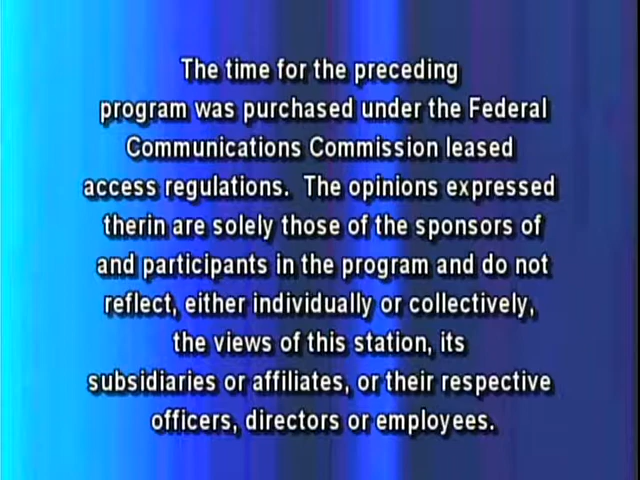 The time for the preceding
program was purchased under the Federal
Communications Commission leased
access regulations.  The opinions expressed
therin are solely those of the sponsors of
and participants in the program and do not
reflect, either individually or collectively,
the views of this station, its
subsidiaries or affiliates, or their respective
officers, directors or employees.